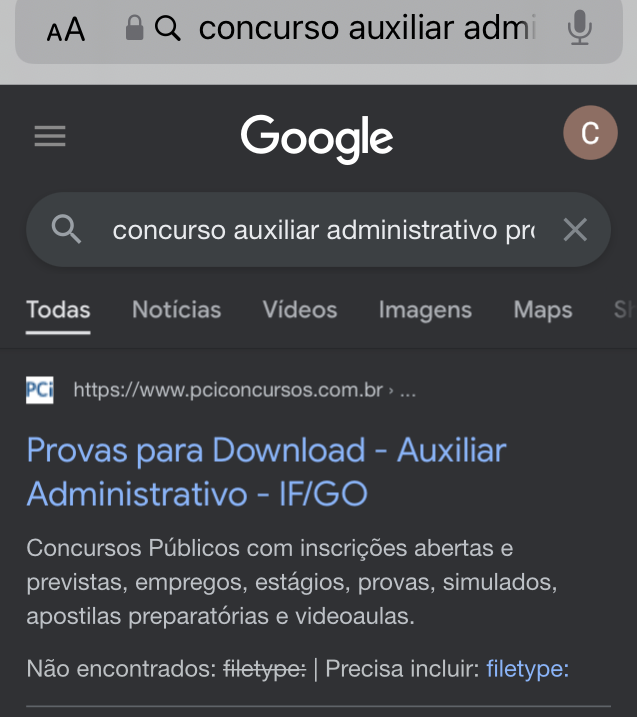 AA concurso auxiliar admi
Google
C
concurso auxiliar administrativo pro
Todas Notícias Vídeos Imagens Maps Sh
PCi https://www.pciconcursos.com.br › ...
Provas para Download - Auxiliar
Administrativo - IF/GO
Concursos Públicos com inscrições abertas e
previstas, empregos, estágios, provas, simulados,
apostilas preparatórias e videoaulas.
Não encontrados: filetype: | Precisa incluir: filetype: